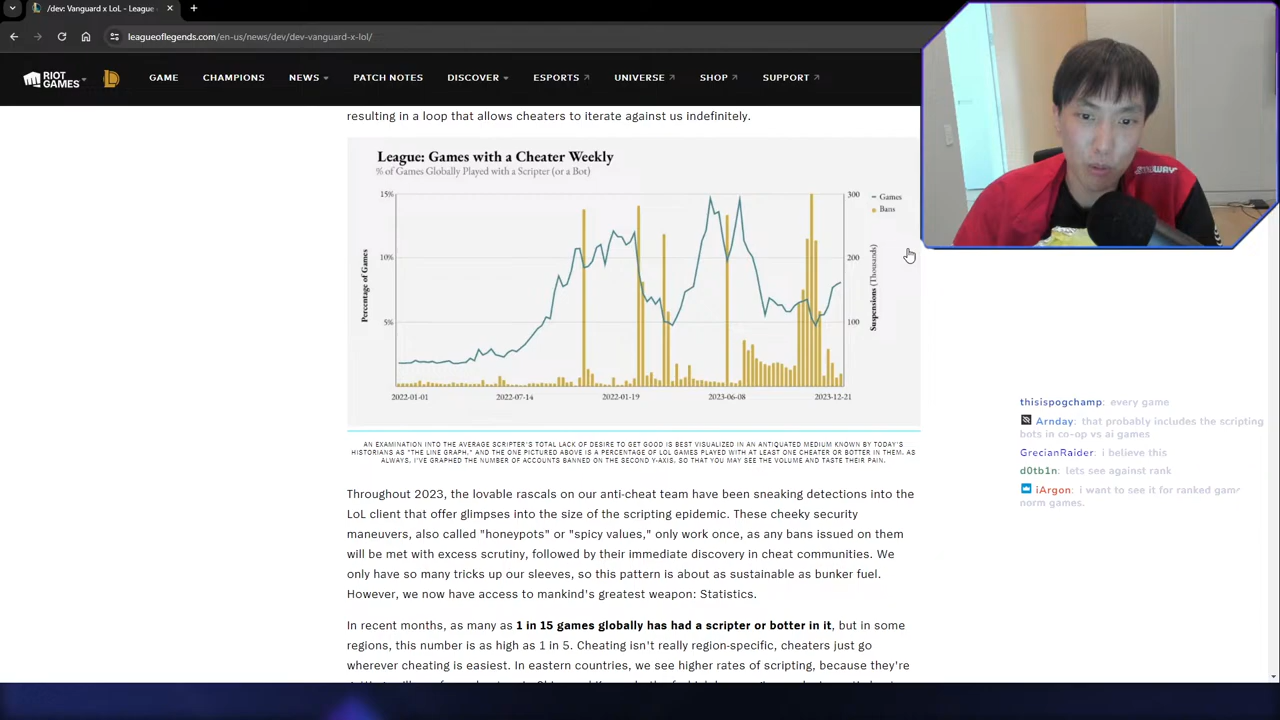 /dev: Vanguard x LoL - League
leagueoflegends.com/en-us/news/dev/dev-vanguard-x-lol/
RIOT GAMES
GAME
CHAMPIONS
NEWS
PATCH NOTES
DISCOVER
ESPORTS
UNIVERSE
SHOP
SUPPORT
resulting in a loop that allows cheaters to iterate against us indefinitely.
League: Games with a Cheater Weekly
% of Games Globally Played with a Scripter (or a Bot)
15%
10%
5%
Percentage of Games
300
200
100
Suspensions (Thousands)
Games
Bans
2022-01-01
2022-07-14
2022-01-19
2023-06-08
2023-12-21
AN EXAMINATION INTO THE AVERAGE SCRIPTER'S TOTAL LACK OF DESIRE TO GET GOOD IS BEST VISUALIZED IN AN ANTIQUATED MEDIUM KNOWN BY TODAY'S
HISTORIANS AS "THE LINE GRAPH," AND THE ONE PICTURED ABOVE IS A PERCENTAGE OF LOL GAMES PLAYED WITH AT LEAST ONE CHEATER OR BOTTER IN THEM. AS
ALWAYS, I'VE GRAPHED THE NUMBER OF ACCOUNTS BANNED ON THE SECOND Y-AXIS, SO THAT YOU MAY SEE THE VOLUME AND TASTE THEIR PAIN.
Throughout 2023, the lovable rascals on our anti-cheat team have been sneaking detections into the
LoL client that offer glimpses into the size of the scripting epidemic. These cheeky security
maneuvers, also called "honeypots" or "spicy values," only work once, as any bans issued on them
will be met with excess scrutiny, followed by their immediate discovery in cheat communities. We
only have so many tricks up our sleeves, so this pattern is about as sustainable as bunker fuel.
However, we now have access to mankind's greatest weapon: Statistics.
In recent months, as many as 1 in 15 games globally has had a scripter or botter in it, but in some
regions, this number is as high as 1 in 5. Cheating isn't really region-specific, cheaters just go
wherever cheating is easiest. In eastern countries, we see higher rates of scripting, because they're
thisispogchamp: every game
Arnday: that probably includes the scripting
bots in co-op vs ai games
GrecianRaider: i believe this
d0tb1n: lets see against rank
iArgon: i want to see it for ranked game
norm games.